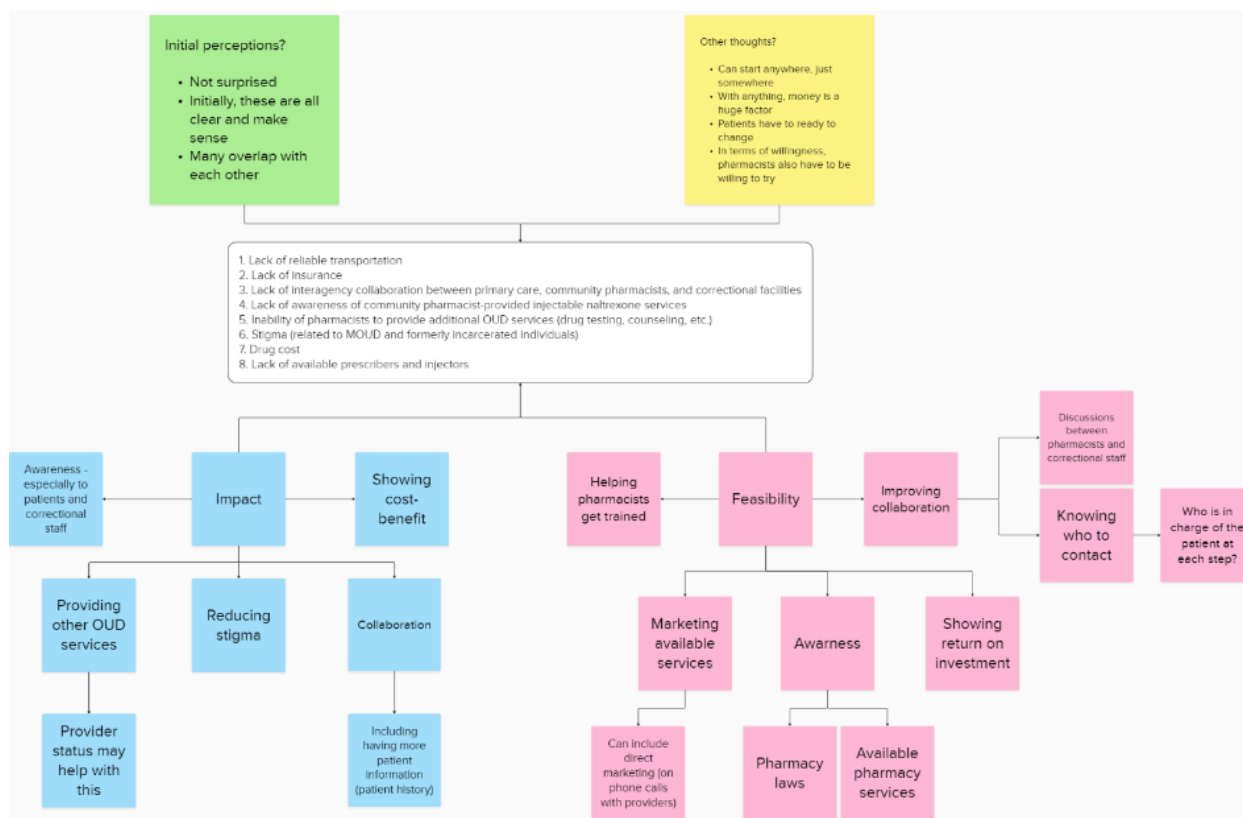 Initial perceptions?
• Not surprised
• Initially, these are all
clear and make
sense
• Many overlap with
each other
Other thoughts?
• Can start anywhere, just
somewhere
• With anything, money is a
huge factor
• Patients have to ready to
change
• In terms of willingness,
pharmacists also have to be
willing to try
1. Lack of reliable transportation
2. Lack of insurance
3. Lack of interagency collaboration between primary care, community pharmacists, and correctional facilities
4. Lack of awareness of community pharmacist-provided injectable naltrexone services
5. Inability of pharmacists to provide additional OUD services (drug testing, counseling, etc.)
6. Stigma (related to MOUD and formerly incarcerated individuals)
7. Drug cost
8. Lack of available prescribers and injectors
Awareness -
especially to
patients and
correctional
staff
Impact
Showing
cost-
benefit
Providing
other OUD
services
Reducing
stigma
Collaboration
Provider
status may
help with
this
Including
having more
patient
information
(patient history)
Helping
pharmacists
get trained
Feasibility
Improving
collaboration
Discussions
between
pharmacists and
correctional staff
Knowing
who to
contact
Who is in
charge of the
patient at
each step?
Marketing
available
services
Awarness
Showing
return on
investment
Can include
direct
marketing (on
phone calls
with providers)
Pharmacy
laws
Available
pharmacy
services